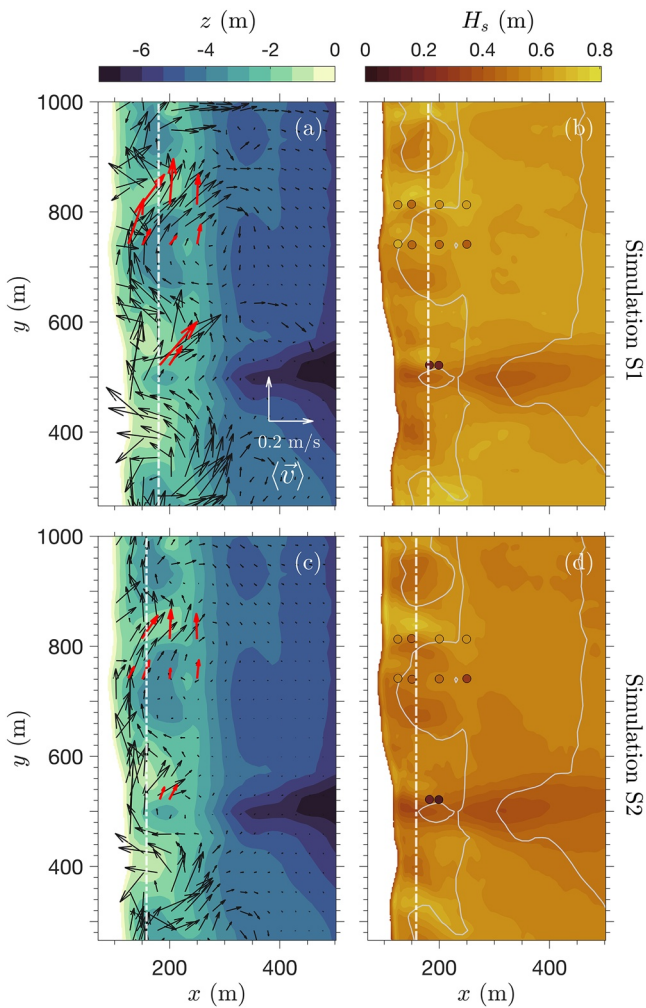 z (m)
H_s (m)
-6 -4 -2 0
0 0.2 0.4 0.6 0.8
1000
800
600
400
y (m)
(a)
0.2 m/s
⟨v⃗⟩
(b)
Simulation S1
1000
800
600
400
y (m)
(c)
(d)
Simulation S2
200 400
200 400
x (m)
x (m)